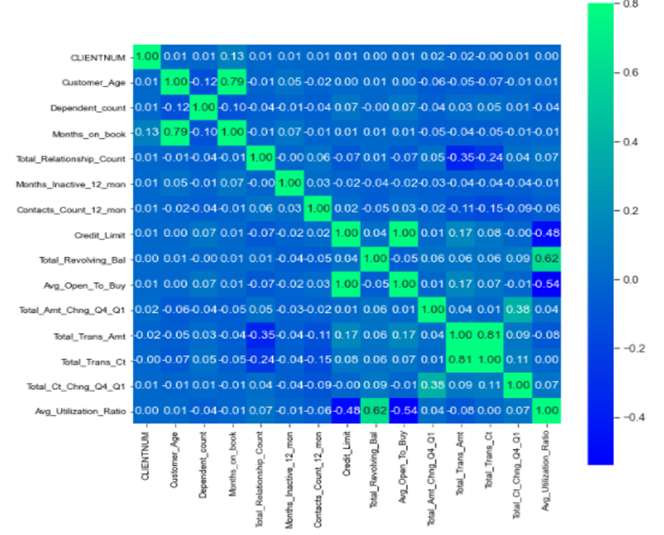 CLIENTNUM 1.00 0.01 0.01 0.13 0.01 0.01 0.01 0.01 0.00 0.01 0.02 -0.02 -0.00 0.01 0.00
Customer_Age 0.01 1.00 -0.12 0.79 -0.01 0.05 -0.02 0.00 0.01 0.00 -0.06 -0.05 -0.07 -0.01 0.01
Dependent_count 0.01 -0.12 1.00 -0.10 -0.04 -0.01 -0.04 0.07 -0.00 0.07 -0.04 0.03 0.05 0.01 -0.04
Months_on_book 0.13 0.79 -0.10 1.00 -0.01 0.07 -0.01 0.01 0.01 0.01 -0.05 -0.04 -0.05 -0.01 -0.01
Total_Relationship_Count 0.01 -0.01 -0.04 -0.01 1.00 -0.00 0.06 -0.07 0.01 -0.07 0.05 -0.35 -0.24 0.04 0.07
Months_Inactive_12_mon 0.01 0.05 -0.01 0.07 -0.00 1.00 0.03 -0.02 -0.04 -0.02 -0.03 -0.04 -0.04 -0.04 -0.01
Contacts_Count_12_mon 0.01 -0.02 -0.04 -0.01 0.06 0.03 1.00 0.02 -0.05 0.03 -0.02 -0.11 -0.15 -0.09 -0.06
Credit_Limit 0.01 0.00 0.07 0.01 -0.07 -0.02 0.02 1.00 0.04 1.00 0.01 0.17 0.08 -0.00 -0.48
Total_Revolving_Bal 0.00 0.01 -0.00 0.01 0.01 -0.04 -0.05 0.04 1.00 -0.05 0.06 0.06 0.06 0.09 0.62
Avg_Open_To_Buy 0.01 0.00 0.07 0.01 -0.07 -0.02 0.03 1.00 -0.05 1.00 0.01 0.17 0.07 -0.01 -0.54
Total_Amt_Chng_Q4_Q1 0.02 -0.06 -0.04 -0.05 0.05 -0.03 -0.02 0.01 0.06 0.01 1.00 0.04 0.01 0.38 0.04
Total_Trans_Amt -0.02 -0.05 0.03 -0.04 -0.35 -0.04 -0.11 0.17 0.06 0.17 0.04 1.00 0.81 0.09 -0.08
Total_Trans_Ct -0.00 -0.07 0.05 -0.05 -0.24 -0.04 -0.15 0.08 0.06 0.07 0.01 0.81 1.00 0.11 0.00
Total_Ct_Chng_Q4_Q1 0.01 -0.01 0.01 -0.01 0.04 -0.04 -0.09 -0.00 0.09 -0.01 0.38 0.09 0.11 1.00 0.07
Avg_Utilization_Ratio 0.00 0.01 -0.04 -0.01 0.07 -0.01 -0.06 -0.48 0.62 -0.54 0.04 -0.08 0.00 0.07 1.00
CLIENTNUM
Customer_Age
Dependent_count
Months_on_book
Total_Relationship_Count
Months_Inactive_12_mon
Contacts_Count_12_mon
Credit_Limit
Total_Revolving_Bal
Avg_Open_To_Buy
Total_Amt_Chng_Q4_Q1
Total_Trans_Amt
Total_Trans_Ct
Total_Ct_Chng_Q4_Q1
Avg_Utilization_Ratio
0.8
0.6
0.4
0.2
0.0
-0.2
-0.4